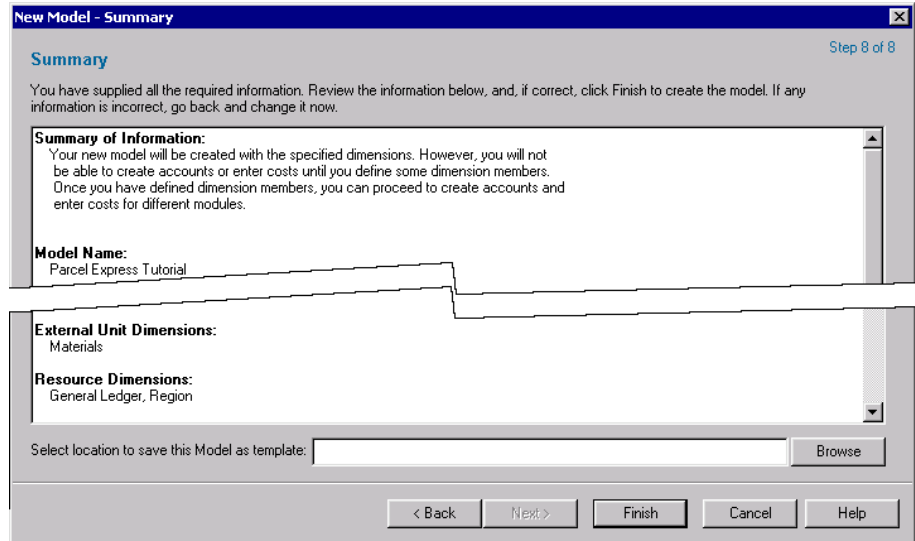 New Model - Summary
Step 8 of 8
Summary
You have supplied all the required information. Review the information below, and, if correct, click Finish to create the model. If any
information is incorrect, go back and change it now.
Summary of Information:
Your new model will be created with the specified dimensions. However, you will not
be able to create accounts or enter costs until you define some dimension members.
Once you have defined dimension members, you can proceed to create accounts and
enter costs for different modules.
Model Name:
Parcel Express Tutorial
External Unit Dimensions:
Materials
Resource Dimensions:
General Ledger, Region
Select location to save this Model as template:
Browse
< Back
Next >
Finish
Cancel
Help